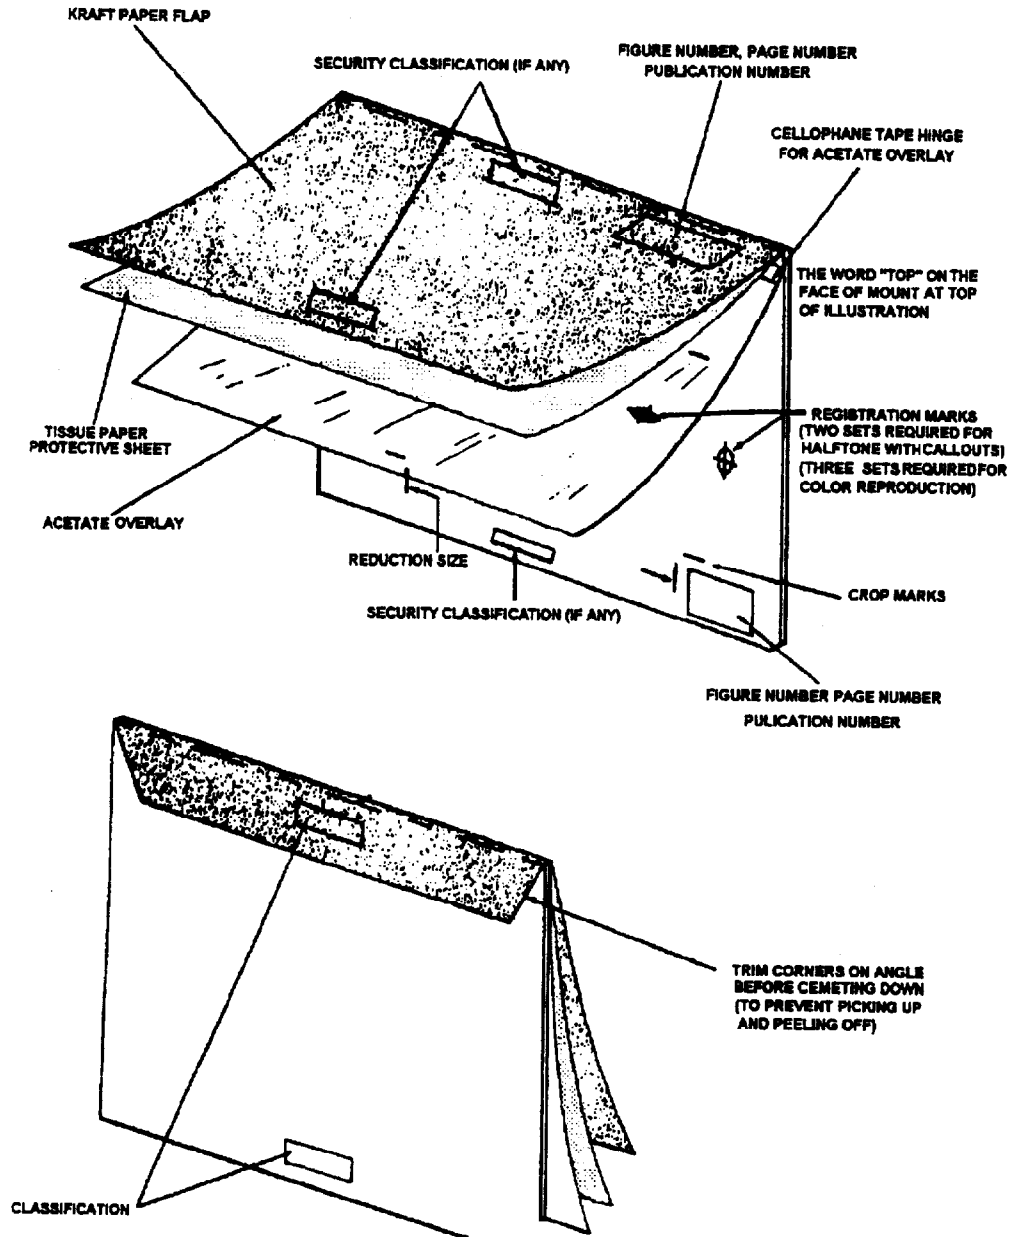 KRAFT PAPER FLAP
SECURITY CLASSIFICATION (IF ANY)
FIGURE NUMBER, PAGE NUMBER
PUBLICATION NUMBER
CELLOPHANE TAPE HINGE
FOR ACETATE OVERLAY
THE WORD "TOP" ON THE
FACE OF MOUNT AT TOP
OF ILLUSTRATION
REGISTRATION MARKS
(TWO SETS REQUIRED FOR
HALFTONE WITH CALLOUTS)
(THREE SETS REQUIRED FOR
COLOR REPRODUCTION)
TISSUE PAPER
PROTECTIVE SHEET
ACETATE OVERLAY
REDUCTION SIZE
SECURITY CLASSIFICATION (IF ANY)
CROP MARKS
FIGURE NUMBER PAGE NUMBER
PULICATION NUMBER
TRIM CORNERS ON ANGLE
BEFORE CEMETING DOWN
(TO PREVENT PICKING UP
AND PEELING OFF)
CLASSIFICATION